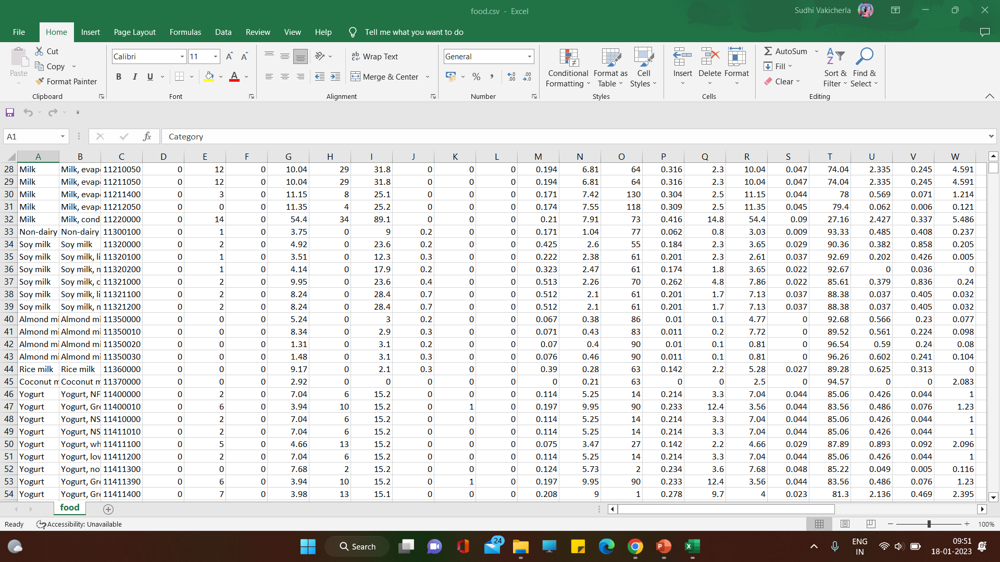 food.csv - Excel
Sudhi Vakicherla
File Home Insert Page Layout Formulas Data Review View Help Tell me what you want to do
Paste
Cut
Copy
Format Painter
Clipboard
Calibri 11
B I U
Font
Wrap Text
Merge & Center
Alignment
General
Number
Conditional Formatting
Format as Table
Cell Styles
Styles
Insert Delete Format
Cells
AutoSum
Fill
Clear
Sort & Filter
Find & Select
Editing
A1 fx Category
A B C D E F G H I J K L M N O P Q R S T U V W
28 Milk Milk, evap 11210050 0 12 0 10.04 29 31.8 0 0 0 0.194 6.81 64 0.316 2.3 10.04 0.047 74.04 2.335 0.245 4.591
29 Milk Milk, evap 11211050 0 12 0 10.04 29 31.8 0 0 0 0.194 6.81 64 0.316 2.3 10.04 0.047 74.04 2.335 0.245 4.591
30 Milk Milk, evap 11211400 0 3 0 11.15 8 25.1 0 0 0 0.171 7.42 130 0.304 2.5 11.15 0.044 78 0.569 0.071 1.214
31 Milk Milk, evap 11212050 0 0 0 11.35 4 25.2 0 0 0 0.174 7.55 118 0.309 2.5 11.35 0.045 79.4 0.062 0.006 0.121
32 Milk Milk, cond 11220000 0 14 0 54.4 34 89.1 0 0 0 0.21 7.91 73 0.416 14.8 54.4 0.09 27.16 2.427 0.337 5.486
33 Non-dairy Non-dairy 11300100 0 1 0 3.75 0 9 0.2 0 0 0.171 1.04 77 0.062 0.8 3.03 0.009 93.33 0.485 0.408 0.237
34 Soy milk Soy milk 11320000 0 2 0 4.92 0 23.6 0.2 0 0 0.425 2.6 55 0.184 2.3 3.65 0.029 90.36 0.382 0.858 0.205
35 Soy milk Soy milk, li 11320100 0 1 0 3.51 0 12.3 0.3 0 0 0.222 2.38 61 0.201 2.3 2.61 0.037 92.69 0.202 0.426 0.005
36 Soy milk Soy milk, n 11320200 0 1 0 4.14 0 17.9 0.2 0 0 0.323 2.47 61 0.174 1.8 3.65 0.022 92.67 0 0.036 0
37 Soy milk Soy milk, c 11321000 0 2 0 9.95 0 23.6 0.4 0 0 0.513 2.26 70 0.262 4.8 7.86 0.022 85.61 0.379 0.836 0.24
38 Soy milk Soy milk, li 11321100 0 2 0 8.24 0 28.4 0.7 0 0 0.512 2.1 61 0.201 1.7 7.13 0.037 88.38 0.037 0.405 0.032
39 Soy milk Soy milk, n 11321200 0 2 0 8.24 0 28.4 0.7 0 0 0.512 2.1 61 0.201 1.7 7.13 0.037 88.38 0.037 0.405 0.032
40 Almond mi Almond mi 11350000 0 0 0 5.24 0 3 0.2 0 0 0.067 0.38 86 0.01 0.1 4.77 0 92.68 0.566 0.23 0.077
41 Almond mi Almond mi 11350010 0 0 0 8.34 0 2.9 0.3 0 0 0.071 0.43 83 0.011 0.2 7.72 0 89.52 0.561 0.224 0.098
42 Almond mi Almond mi 11350020 0 0 0 1.31 0 3.1 0.2 0 0 0.07 0.4 90 0.01 0.1 0.81 0 96.54 0.59 0.24 0.08
43 Almond mi Almond mi 11350030 0 0 0 1.48 0 3.1 0.3 0 0 0.076 0.46 90 0.011 0.1 0.81 0 96.26 0.602 0.241 0.104
44 Rice milk Rice milk 11360000 0 0 0 9.17 0 2.1 0.3 0 0 0.39 0.28 63 0.142 2.2 5.28 0.027 89.28 0.625 0.313 0
45 Coconut m Coconut m 11370000 0 0 0 2.92 0 0 0 0 0 0 0.21 63 0 0 2.5 0 94.57 0 0 2.083
46 Yogurt Yogurt, NF 11400000 0 2 0 7.04 6 15.2 0 0 0 0.114 5.25 14 0.214 3.3 7.04 0.044 85.06 0.426 0.044 1
47 Yogurt Yogurt, Gre 11400010 0 6 0 3.94 10 15.2 0 1 0 0.197 9.95 90 0.233 12.4 3.56 0.044 83.56 0.486 0.076 1.23
48 Yogurt Yogurt, NS 11410000 0 2 0 7.04 6 15.2 0 0 0 0.114 5.25 14 0.214 3.3 7.04 0.044 85.06 0.426 0.044 1
49 Yogurt Yogurt, NS 11411010 0 2 0 7.04 6 15.2 0 0 0 0.114 5.25 14 0.214 3.3 7.04 0.044 85.06 0.426 0.044 1
50 Yogurt Yogurt, wh 11411100 0 5 0 4.66 13 15.2 0 0 0 0.075 3.47 27 0.142 2.2 4.66 0.029 87.89 0.893 0.092 2.096
51 Yogurt Yogurt, low 11411200 0 2 0 7.04 6 15.2 0 0 0 0.114 5.25 14 0.214 3.3 7.04 0.044 85.06 0.426 0.044 1
52 Yogurt Yogurt, no 11411300 0 0 0 7.68 2 15.2 0 0 0 0.124 5.73 2 0.234 3.6 7.68 0.048 85.22 0.049 0.005 0.116
53 Yogurt Yogurt, Gre 11411390 0 6 0 3.94 10 15.2 0 1 0 0.197 9.95 90 0.233 12.4 3.56 0.044 83.56 0.486 0.076 1.23
54 Yogurt Yogurt, Gre 11411400 0 7 0 3.98 13 15.1 0 0 0 0.208 9 1 0.278 9.7 4 0.023 81.3 2.136 0.469 2.395
food
Ready Accessibility: Unavailable 100%
Search 24
ENG
IN
09:51
18-01-2023